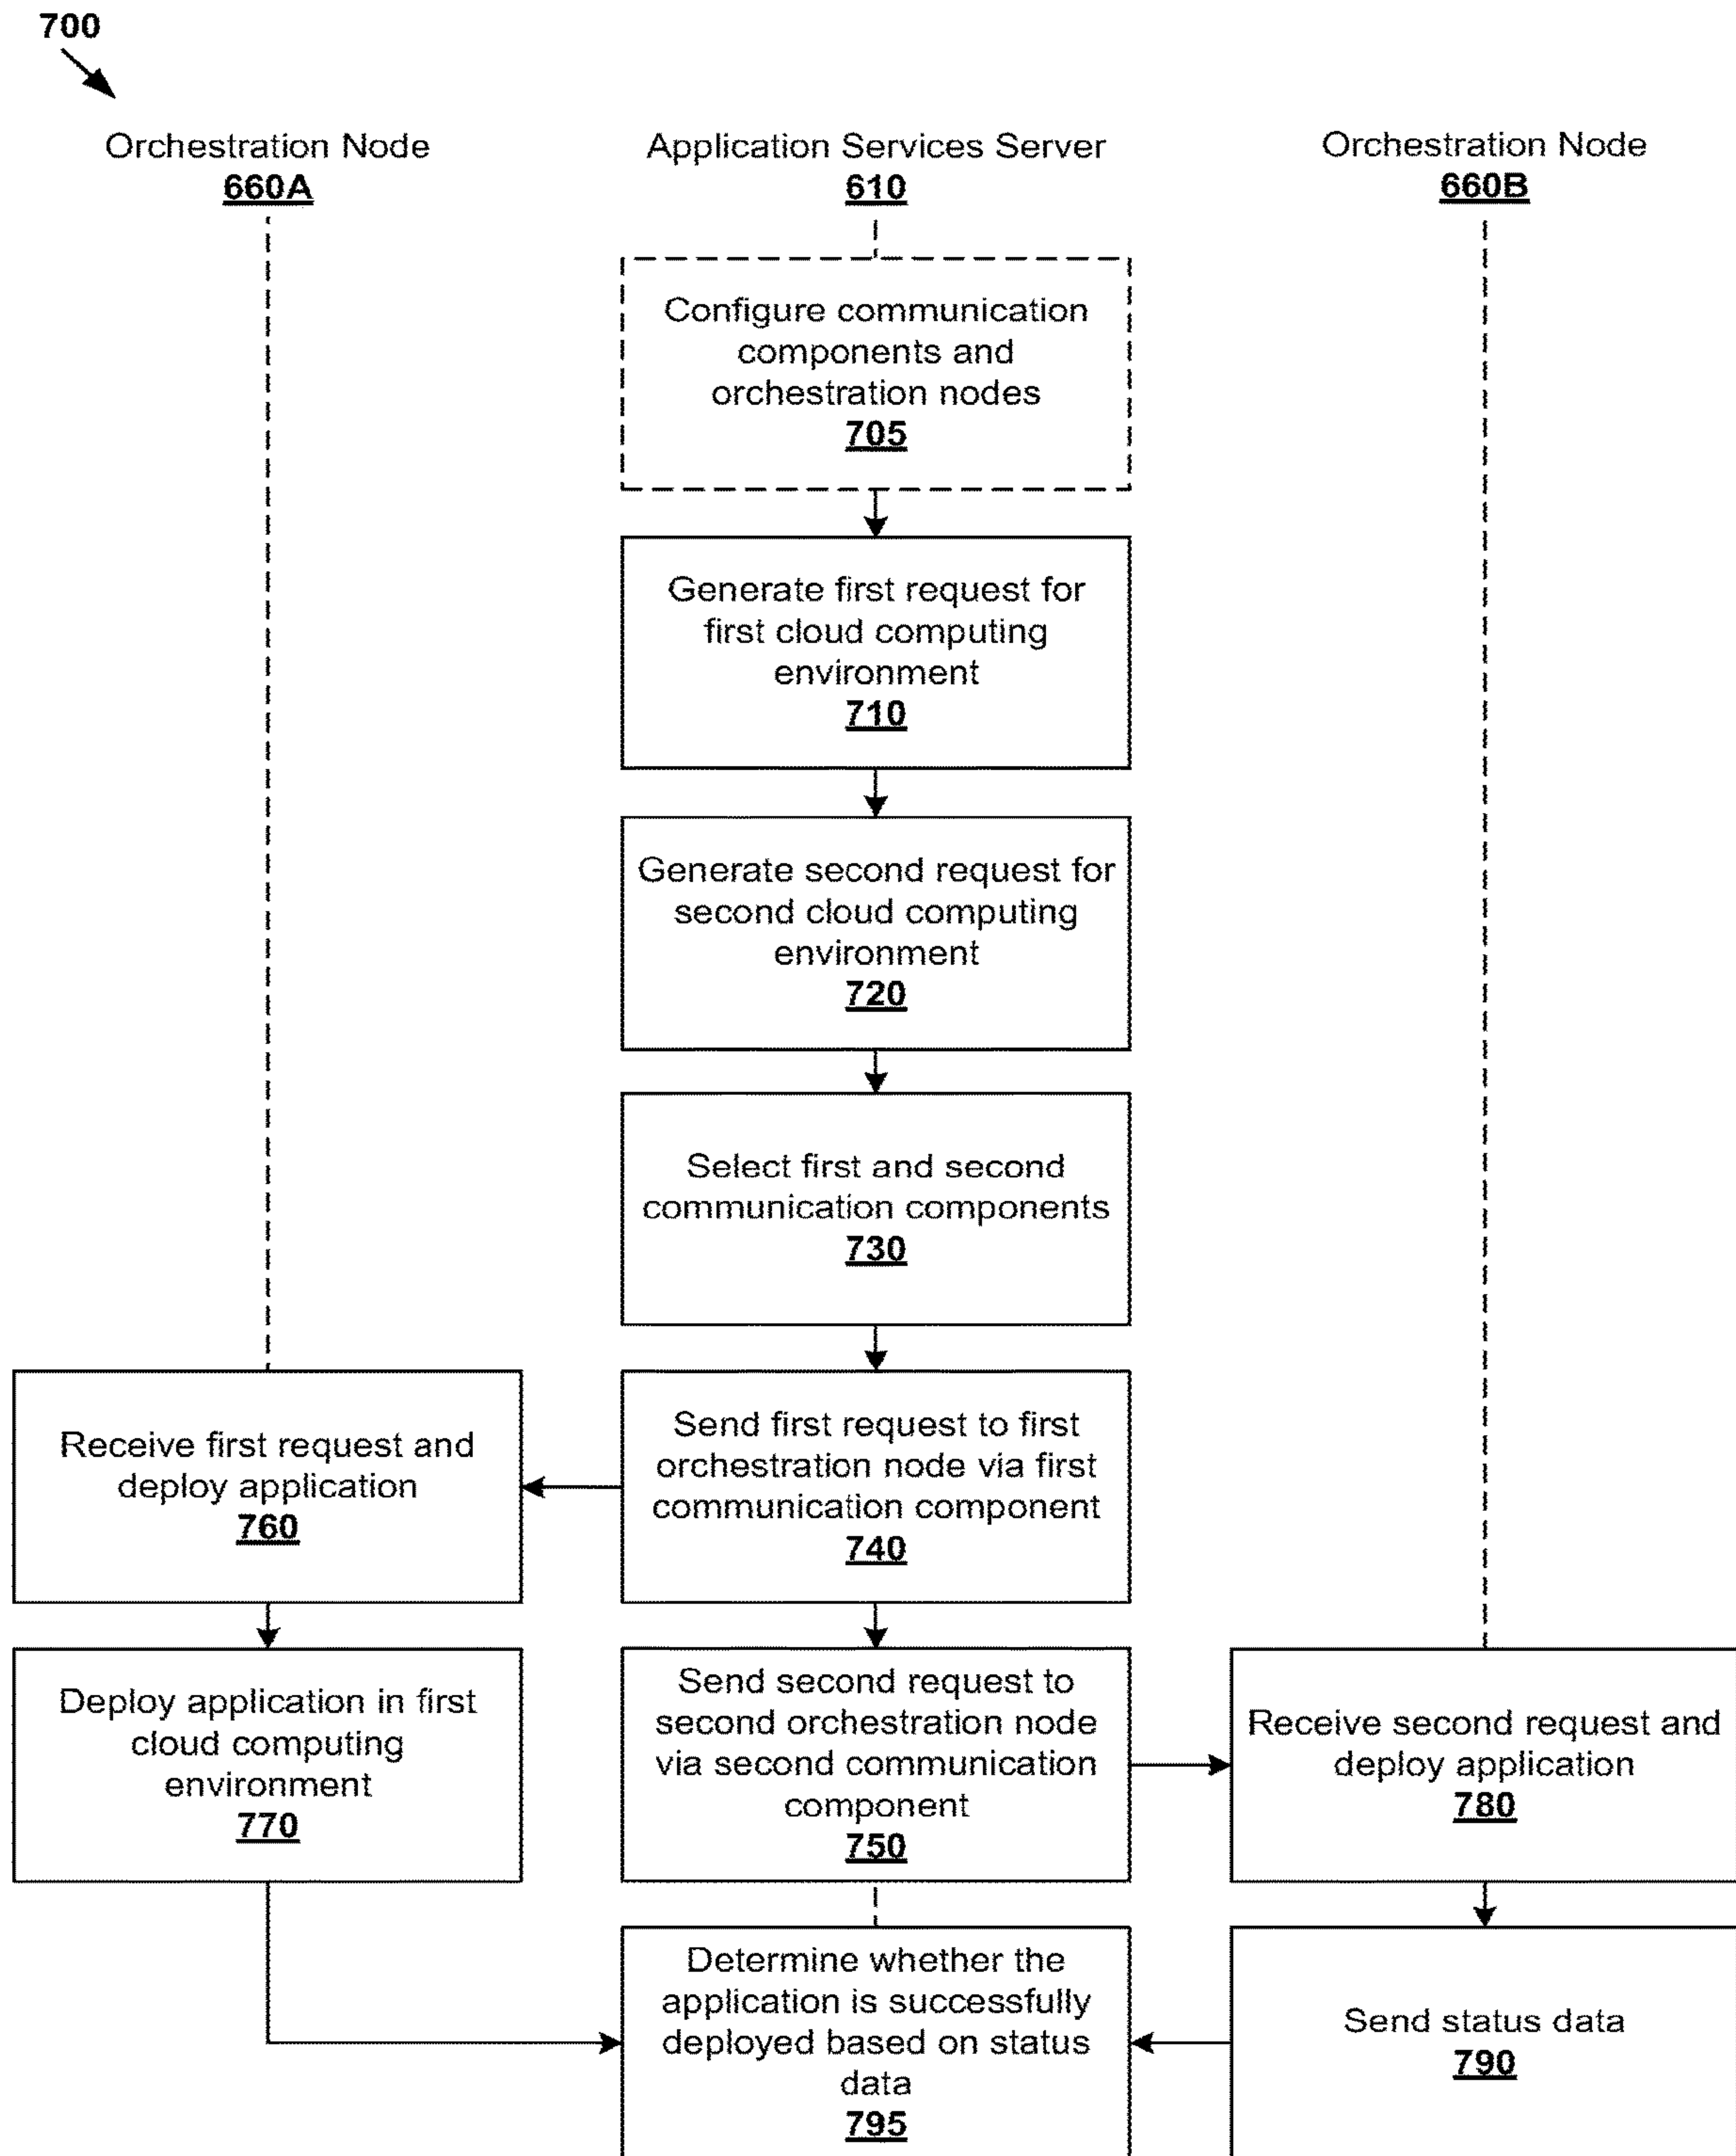 700
Orchestration Node
660A
Application Services Server
610
Orchestration Node
660B
Configure communication
components and
orchestration nodes
705
Generate first request for
first cloud computing
environment
710
Generate second request for
second cloud computing
environment
720
Select first and second
communication components
730
Receive first request and
deploy application
760
Send first request to first
orchestration node via first
communication component
740
Deploy application in first
cloud computing
environment
770
Send second request to
second orchestration node
via second communication
component
750
Receive second request and
deploy application
780
Determine whether the
application is successfully
deployed based on status
data
795
Send status data
790